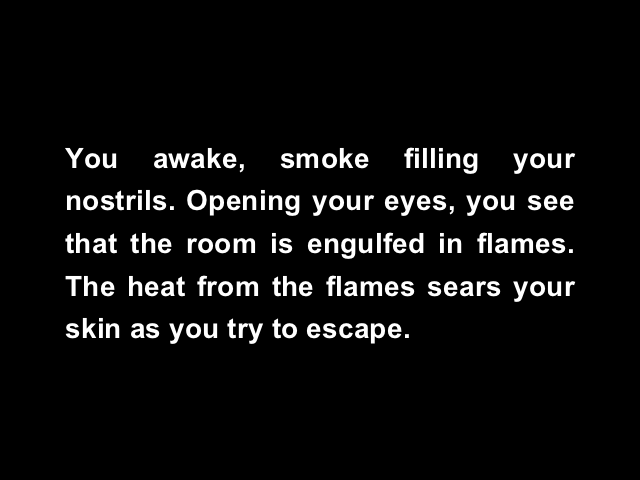 You awake, smoke filling your
nostrils. Opening your eyes, you see
that the room is engulfed in flames.
The heat from the flames sears your
skin as you try to escape.